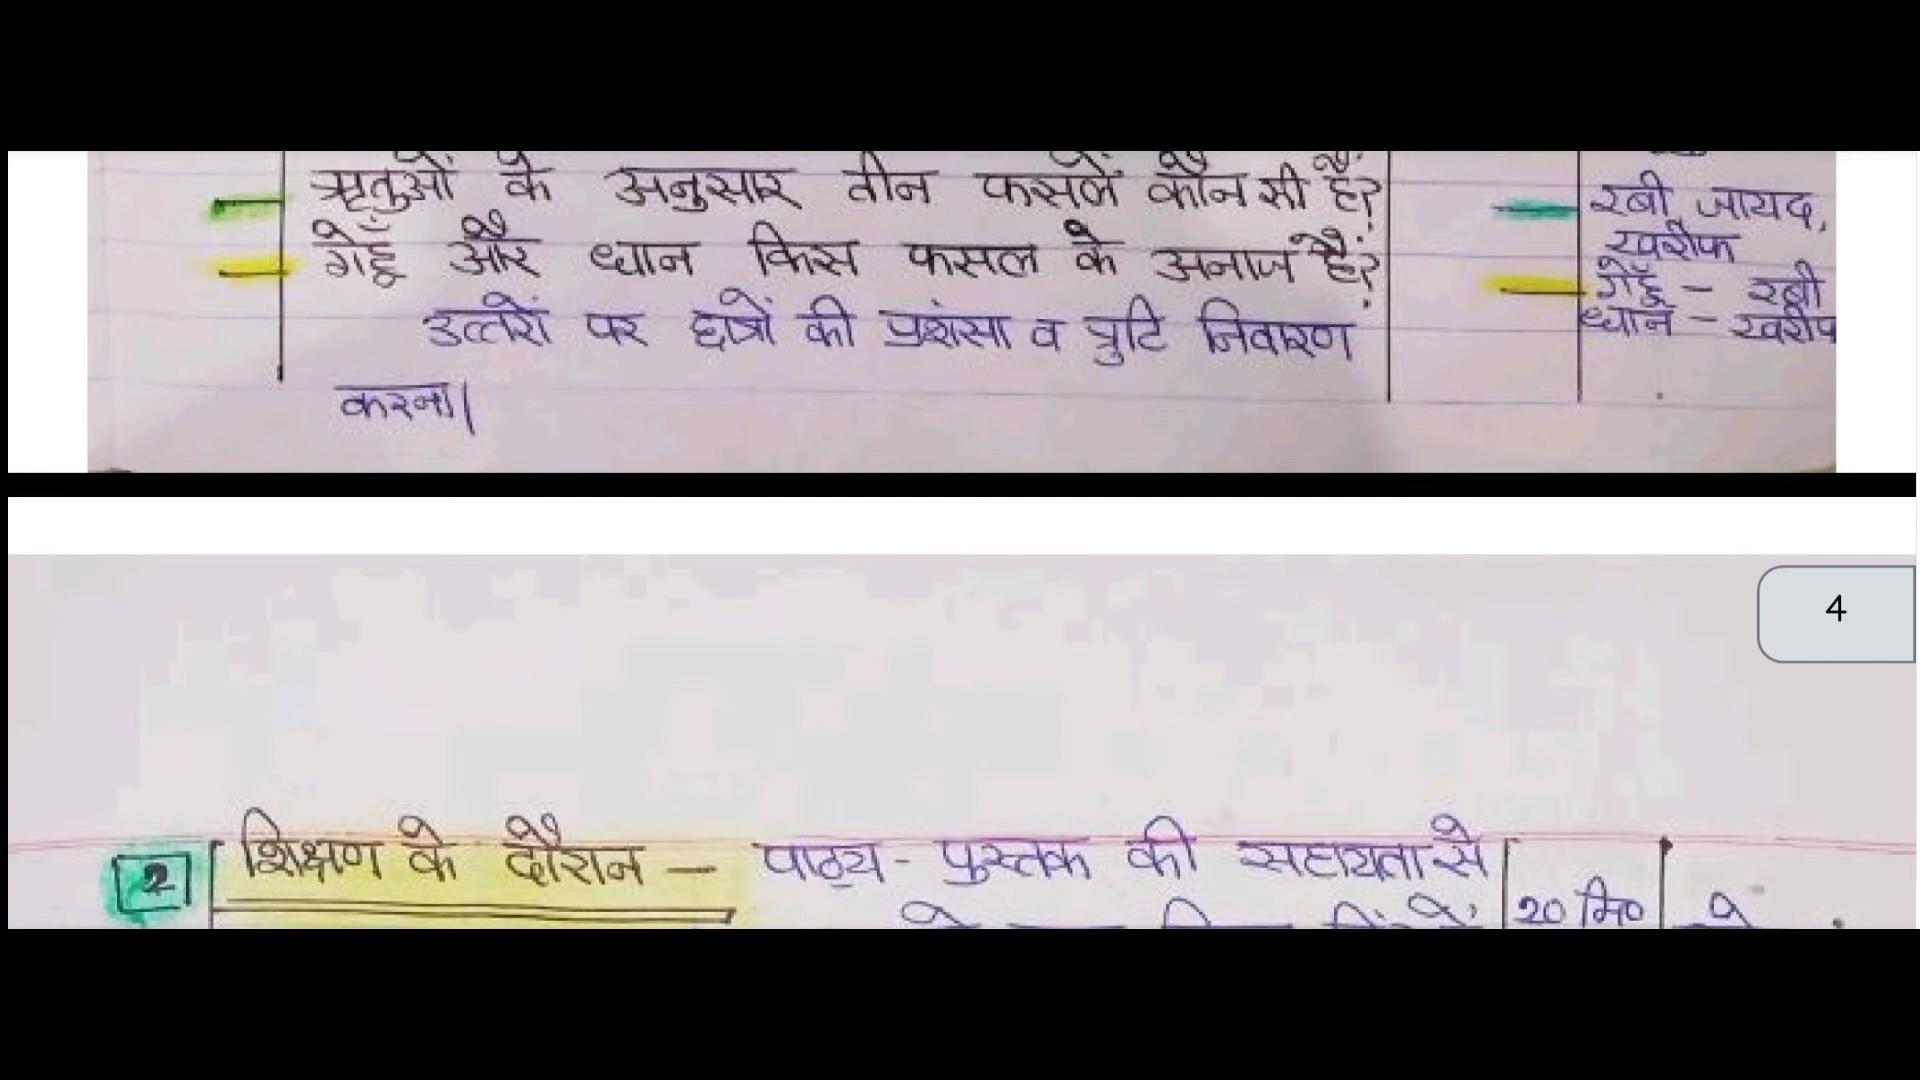 ऋतुओं के अनुसार तीन फसलें कौन सी हैं?
रबी, जायद,
खरीफ
गेहूँ और धान किस फसल के अनाज हैं?
गेहूँ - रबी
धान - खरीफ
उत्तरों पर छात्रों की प्रशंसा व त्रुटि निवारण
करना।
4
2 शिक्षण के दौरान - पाठ्य-पुस्तक की सहायता से
20 मि०